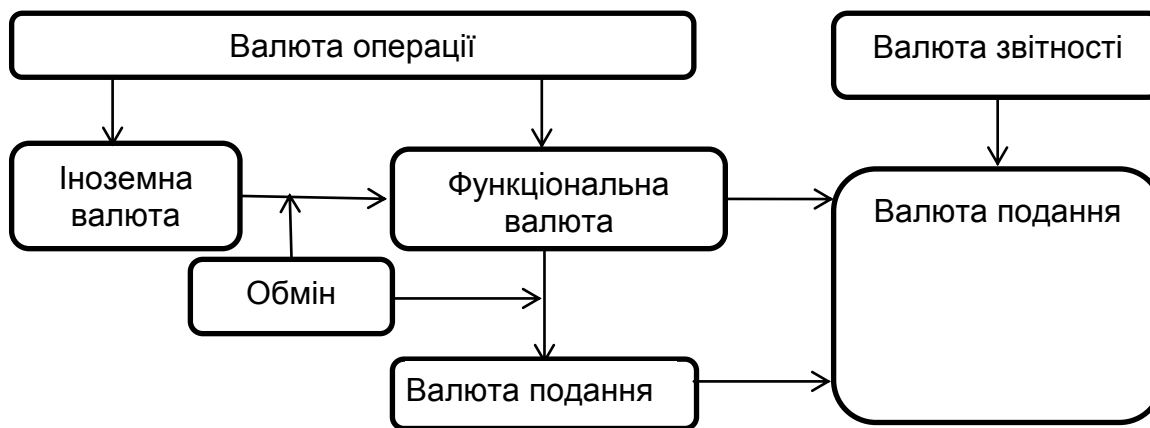 Валюта операції
Валюта звітності
Іноземна
валюта
Функціональна
валюта
Валюта подання
Обмін
Валюта подання